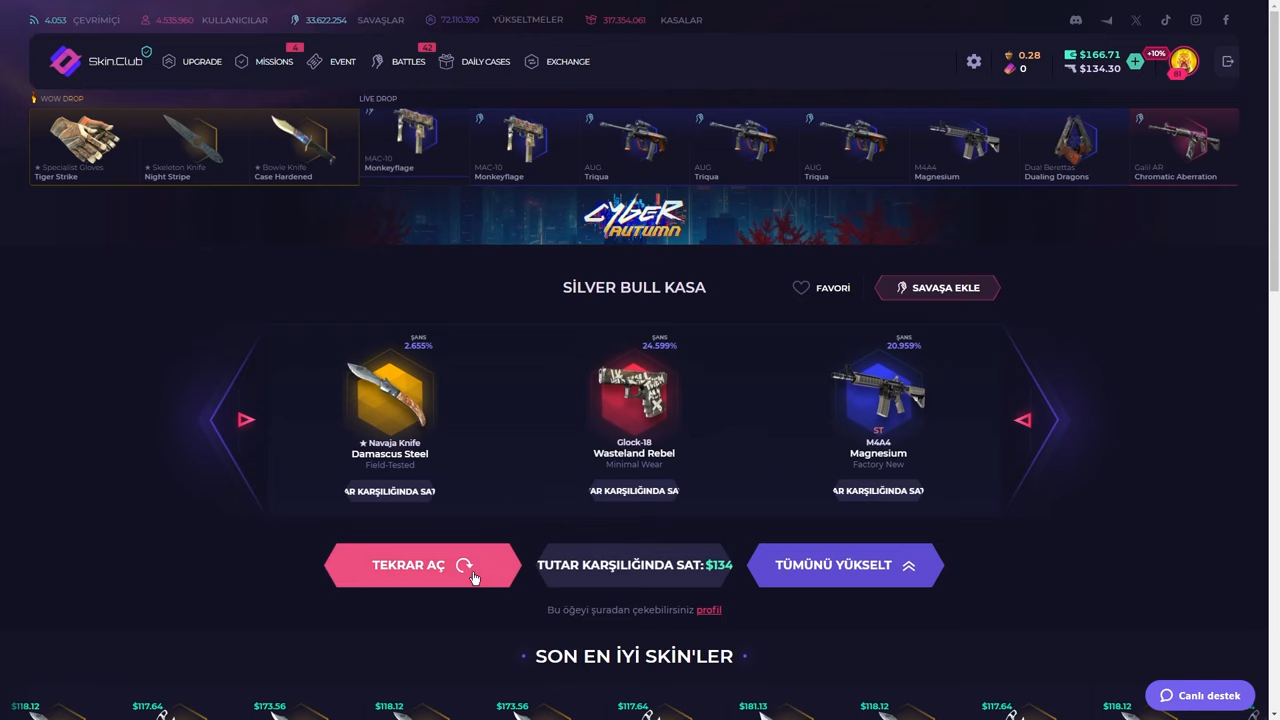 4.053 ÇEVRİMİÇİ 4.535.960 KULLANICILAR 33.622.254 SAVAŞLAR 72.110.390 YÜKSELTMELER 317.354.061 KASALAR
Skin.Club UPGRADE MISSIONS 4 EVENT BATTLES 42 DAILY CASES EXCHANGE
0.28 $166.71 +10%
0 $134.30 81
WOW DROP LİVE DROP
★ Specialist Gloves ★ Skeleton Knife ★ Bowie Knife MAC-10 MAC-10 AUG AUG AUG M4A4 Dual Berettas Galil AR
Tiger Strike Night Stripe Case Hardened Monkeyflage Monkeyflage Triqua Triqua Triqua Magnesium Dualing Dragons Chromatic Aberration
CYBER
AUTUMN
SİLVER BULL KASA FAVORİ SAVAŞA EKLE
ŞANS ŞANS ŞANS
2.655% 24.599% 20.959%
ST
★ Navaja Knife Glock-18 M4A4
Damascus Steel Wasteland Rebel Magnesium
Field-Tested Minimal Wear Factory New
AR KARŞILIĞINDA SAT AR KARŞILIĞINDA SA AR KARŞILIĞINDA SAT
TEKRAR AÇ TUTAR KARŞILIĞINDA SAT: $134 TÜMÜNÜ YÜKSELT
Bu öğeyi şuradan çekebilirsiniz profil
SON EN İYİ SKİN'LER
Canlı destek
$118.12 $117.64 $173.56 $118.12 $173.56 $117.64 $181.13 $118.12 $117.64 $118.12